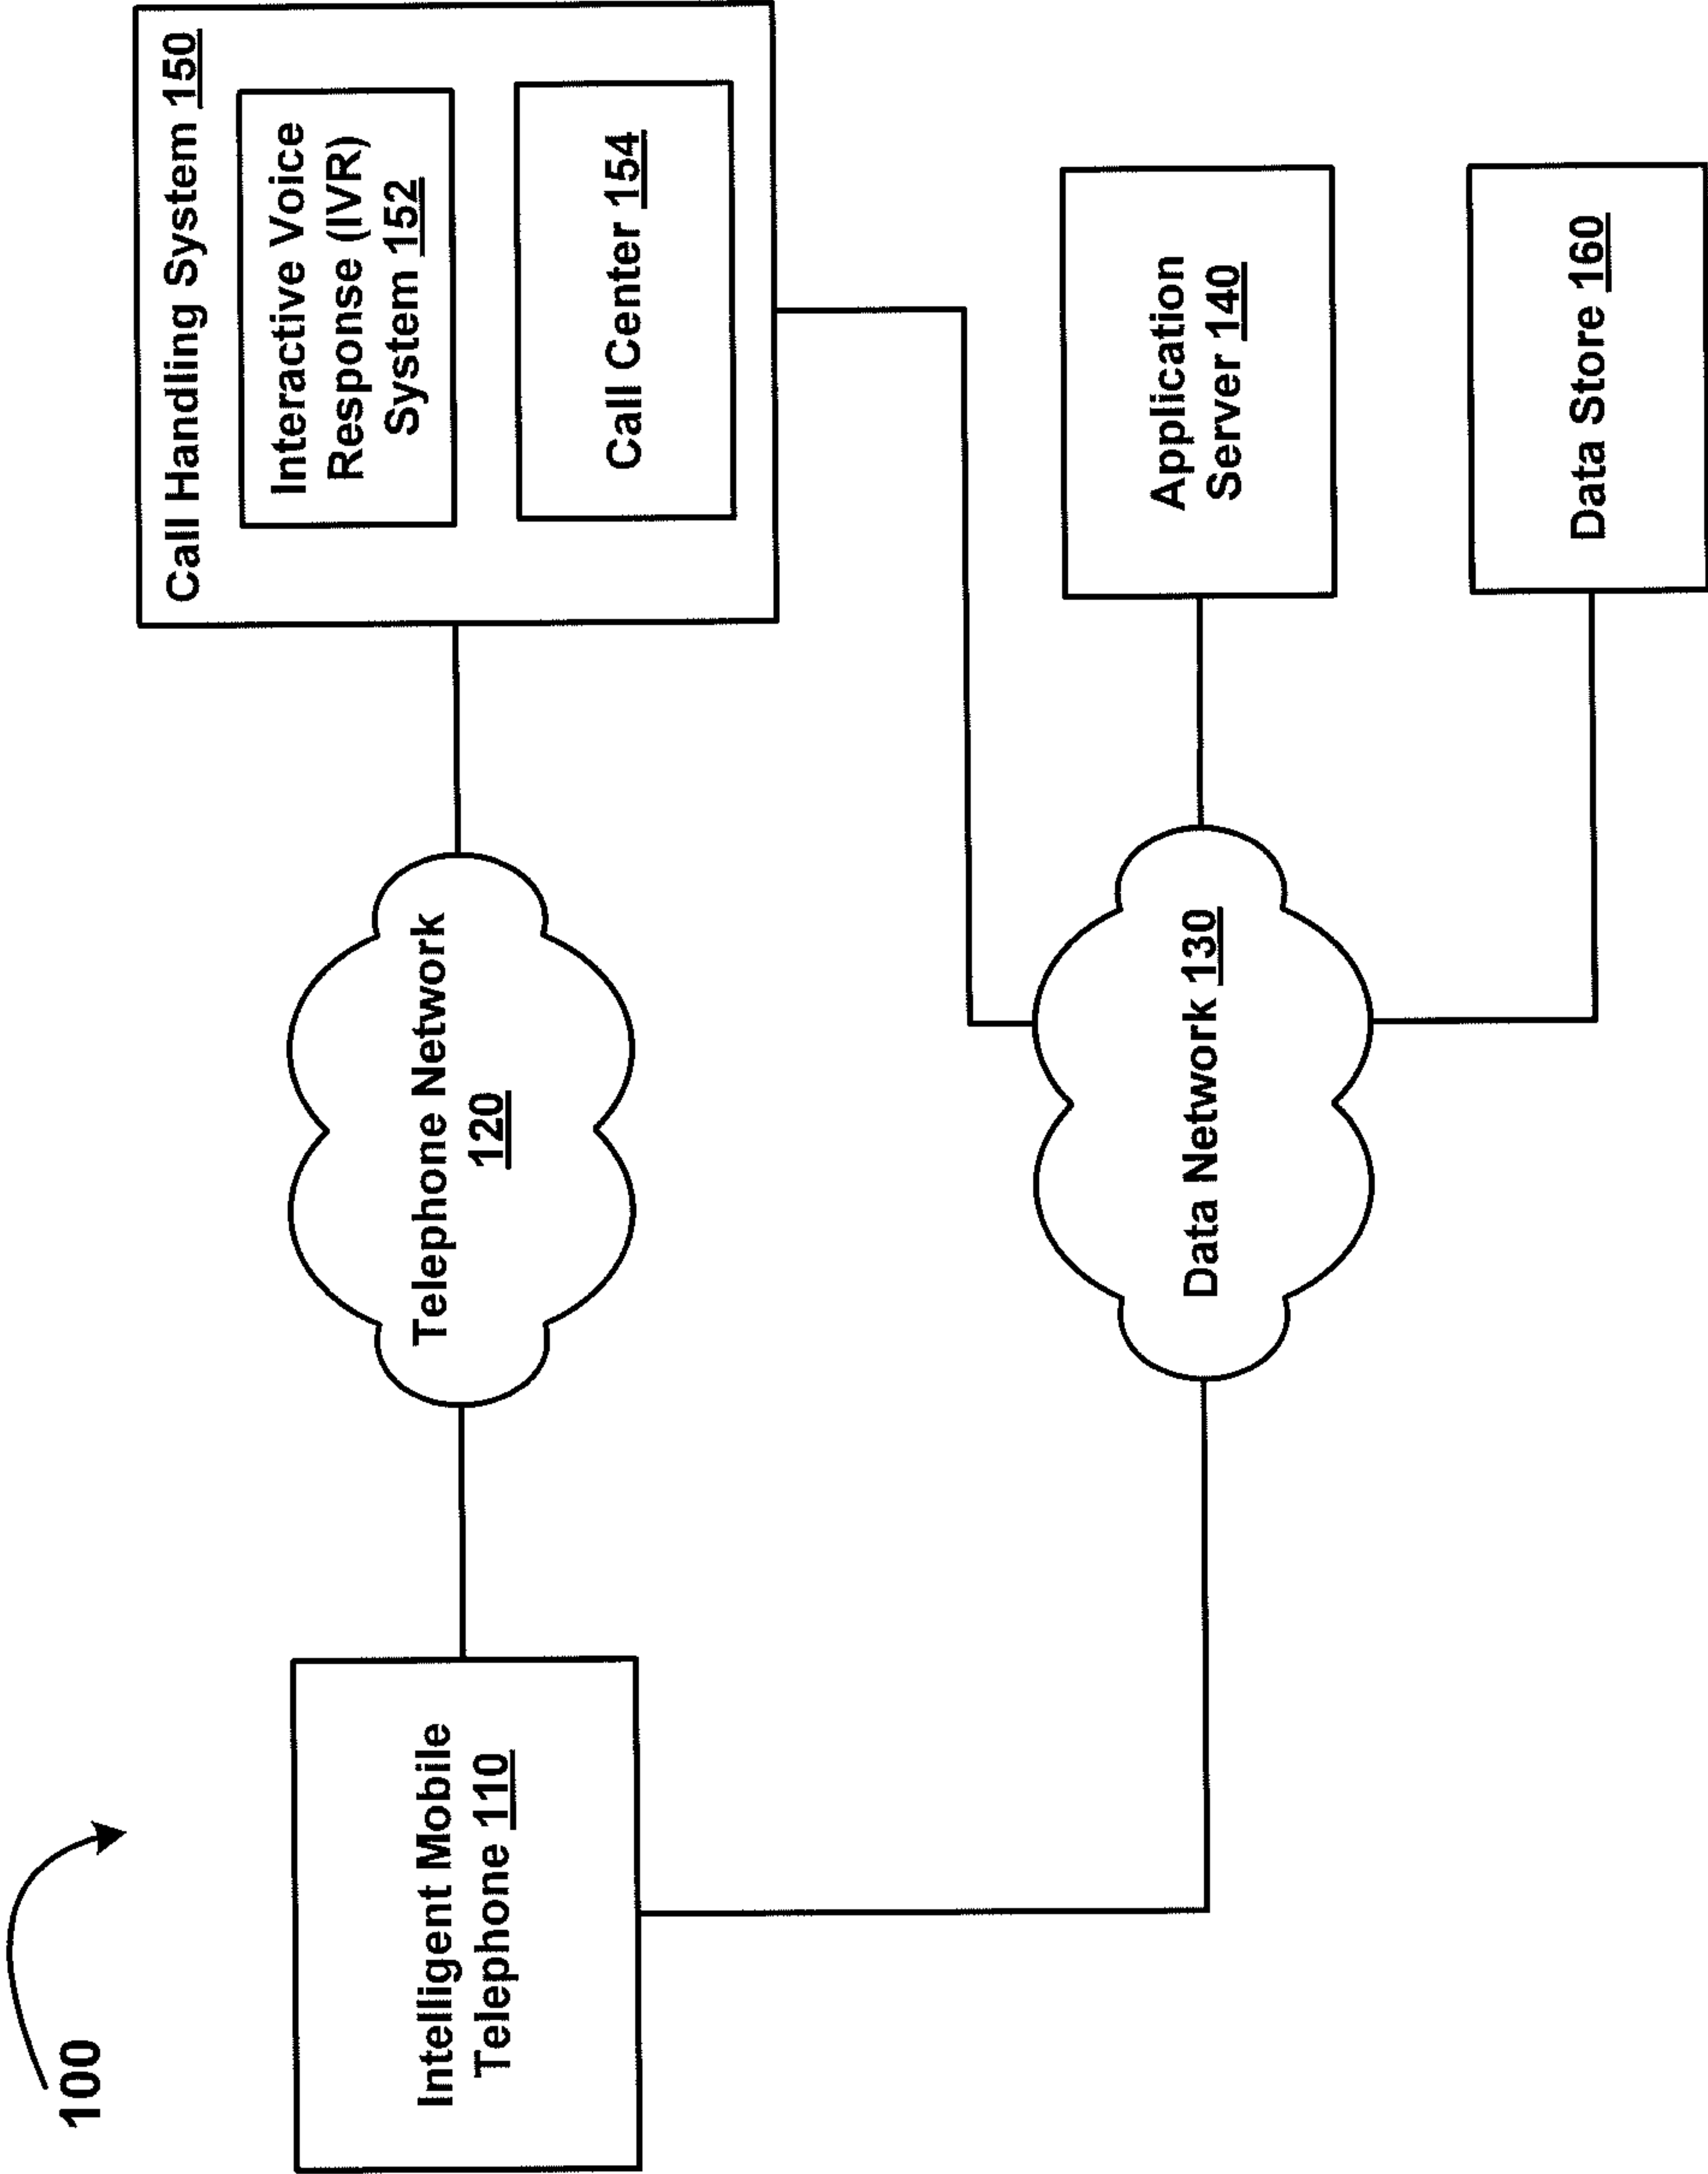 100
Call Handling System 150
Interactive Voice
Response (IVR)
System 152
Call Center 154
Intelligent Mobile
Telephone 110
Telephone Network
120
Data Network 130
Application
Server 140
Data Store 160